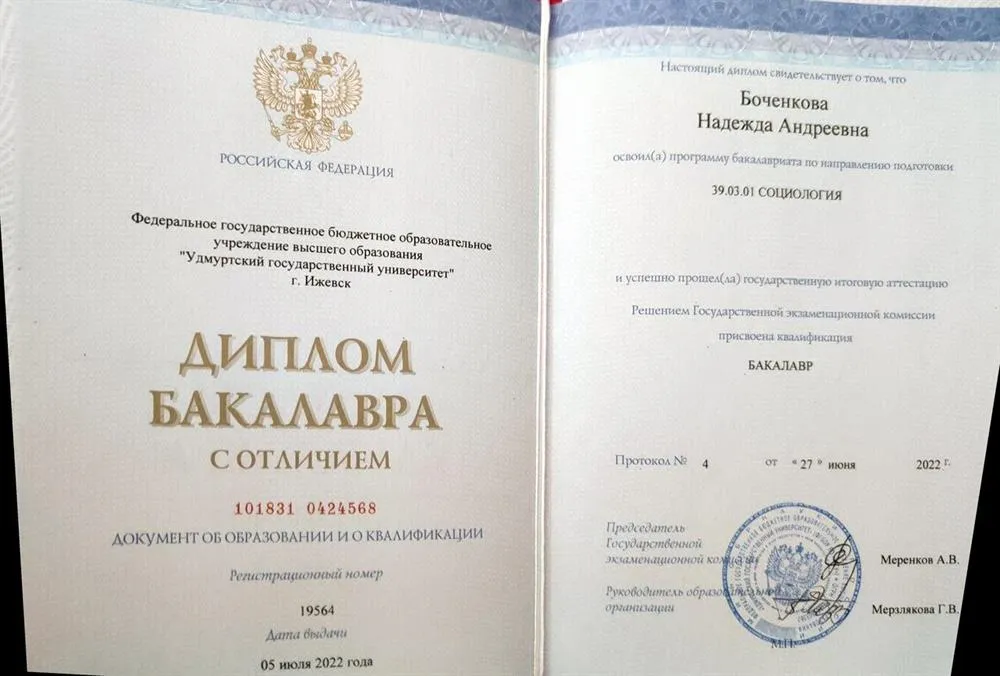 РОССИЙСКАЯ ФЕДЕРАЦИЯ
Федеральное государственное бюджетное образовательное
учреждение высшего образования
"Удмуртский государственный университет"
г. Ижевск
ДИПЛОМ
БАКАЛАВРА
С ОТЛИЧИЕМ
101831 0424568
ДОКУМЕНТ ОБ ОБРАЗОВАНИИ И О КВАЛИФИКАЦИИ
Регистрационный номер
19564
Дата выдачи
05 июля 2022 года
Настоящий диплом свидетельствует о том, что
Боченкова
Надежда Андреевна
освоил(а) программу бакалавриата по направлению подготовки
39.03.01 СОЦИОЛОГИЯ
и успешно прошел(ла) государственную итоговую аттестацию
Решением Государственной экзаменационной комиссии
присвоена квалификация
БАКАЛАВР
Протокол № 4 от « 27 » июня 2022 г.
Председатель
Государственной
экзаменационной комиссии
Меренков А.В.
Руководитель образовательной
организации
Мерзлякова Г.В.
М.П.